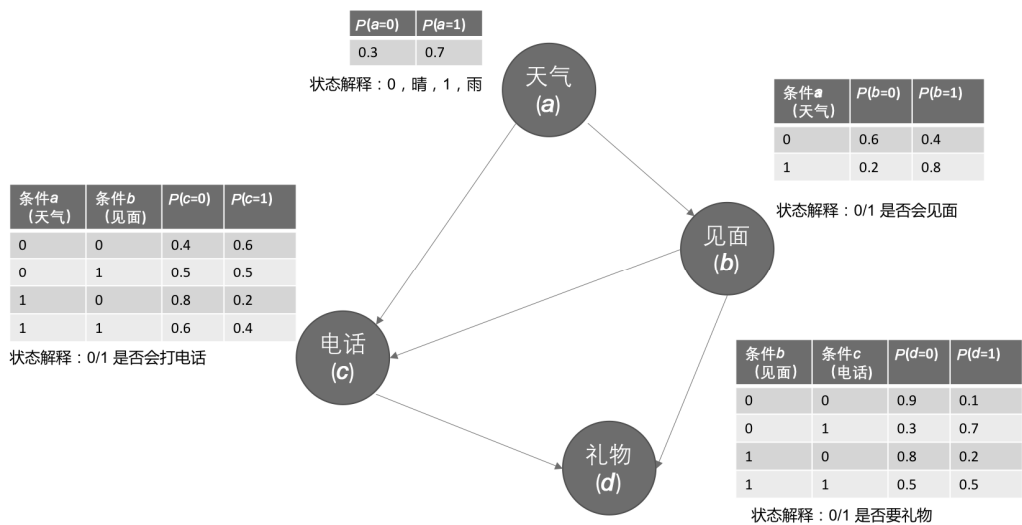 P(a=0) P(a=1)
0.3 0.7
状态解释：0，晴，1，雨
天气
(a)
条件a
（天气） P(b=0) P(b=1)
0 0.6 0.4
1 0.2 0.8
状态解释：0/1 是否会见面
条件a
（天气） 条件b
（见面） P(c=0) P(c=1)
0 0 0.4 0.6
0 1 0.5 0.5
1 0 0.8 0.2
1 1 0.6 0.4
状态解释：0/1 是否会打电话
见面
(b)
电话
(c)
条件b
（见面） 条件c
（电话） P(d=0) P(d=1)
0 0 0.9 0.1
0 1 0.3 0.7
1 0 0.8 0.2
1 1 0.5 0.5
状态解释：0/1 是否要礼物
礼物
(d)